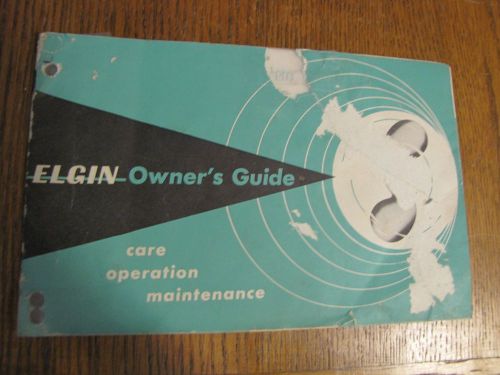 ELGIN Owner's Guide
care
operation
maintenance